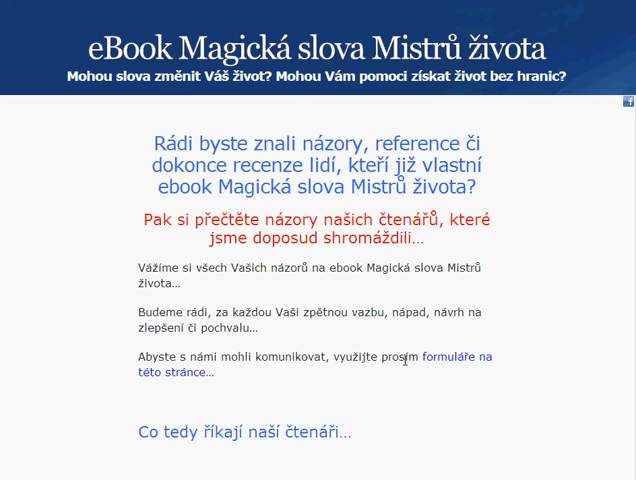 eBook Magická slova Mistrů života
Mohou slova změnit Váš život? Mohou Vám pomoci získat život bez hranic?
Rádi byste znali názory, reference či
dokonce recenze lidí, kteří již vlastní
ebook Magická slova Mistrů života?
Pak si přečtěte názory našich čtenářů, které
jsme doposud shromáždili...
Vážíme si všech Vašich názorů na ebook Magická slova Mistrů
života...
Budeme rádi, za každou Vaši zpětnou vazbu, nápad, návrh na
zlepšení či pochvalu...
Abyste s námi mohli komunikovat, využijte prosím formuláře na
této stránce...
Co tedy říkají naší čtenáři...